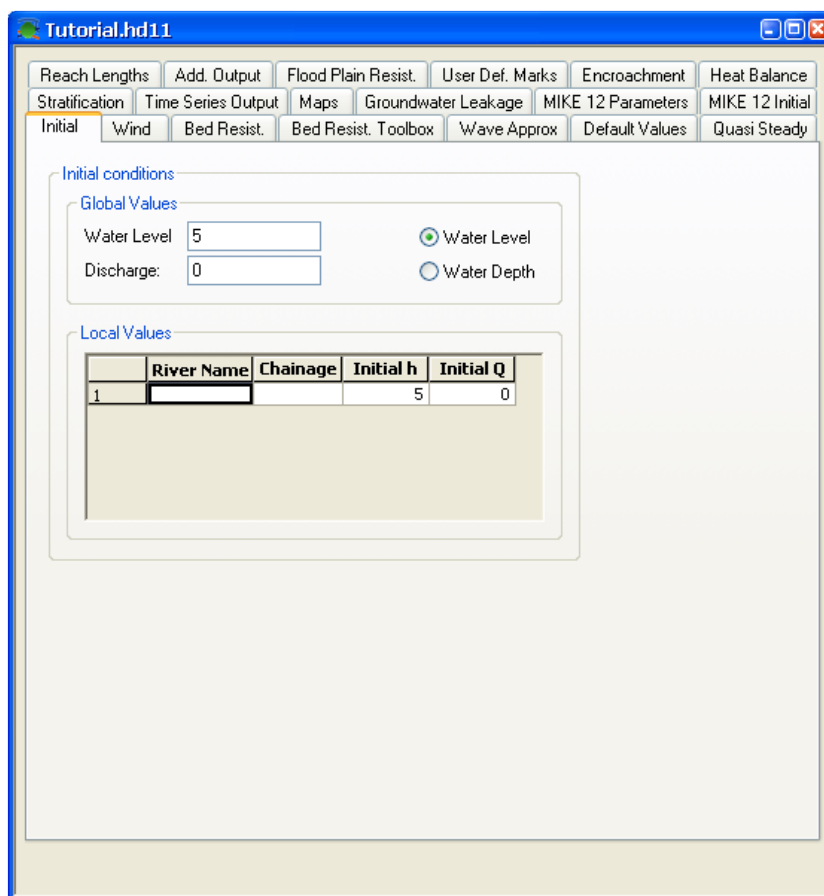 Tutorial.hd11
Reach Lengths Add. Output Flood Plain Resist. User Def. Marks Encroachment Heat Balance
Stratification Time Series Output Maps Groundwater Leakage MIKE 12 Parameters MIKE 12 Initial
Initial Wind Bed Resist. Bed Resist. Toolbox Wave Approx Default Values Quasi Steady
Initial conditions
Global Values
Water Level 5 Water Level
Discharge: 0 Water Depth
Local Values
River Name Chainage Initial h Initial Q
1 5 0